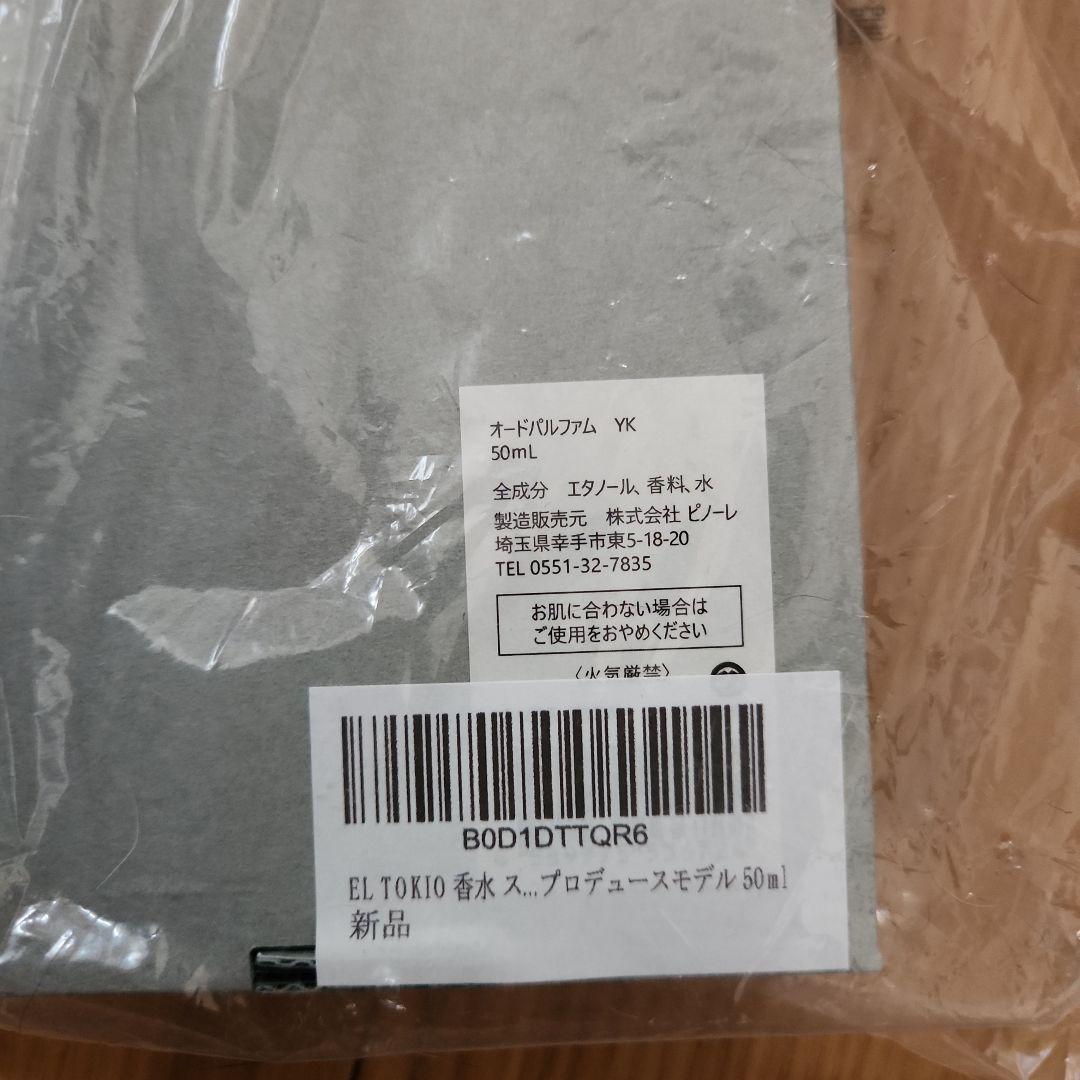 オードパルファム　YK
50mL
全成分　エタノール、香料、水
製造販売元　株式会社 ピノーレ
埼玉県幸手市東5-18-20
TEL 0551-32-7835
お肌に合わない場合は
ご使用をおやめください
〈火気厳禁〉
B0D1DTTQR6
EL TOKIO 香水 ス...プロデュースモデル 50ml
新品